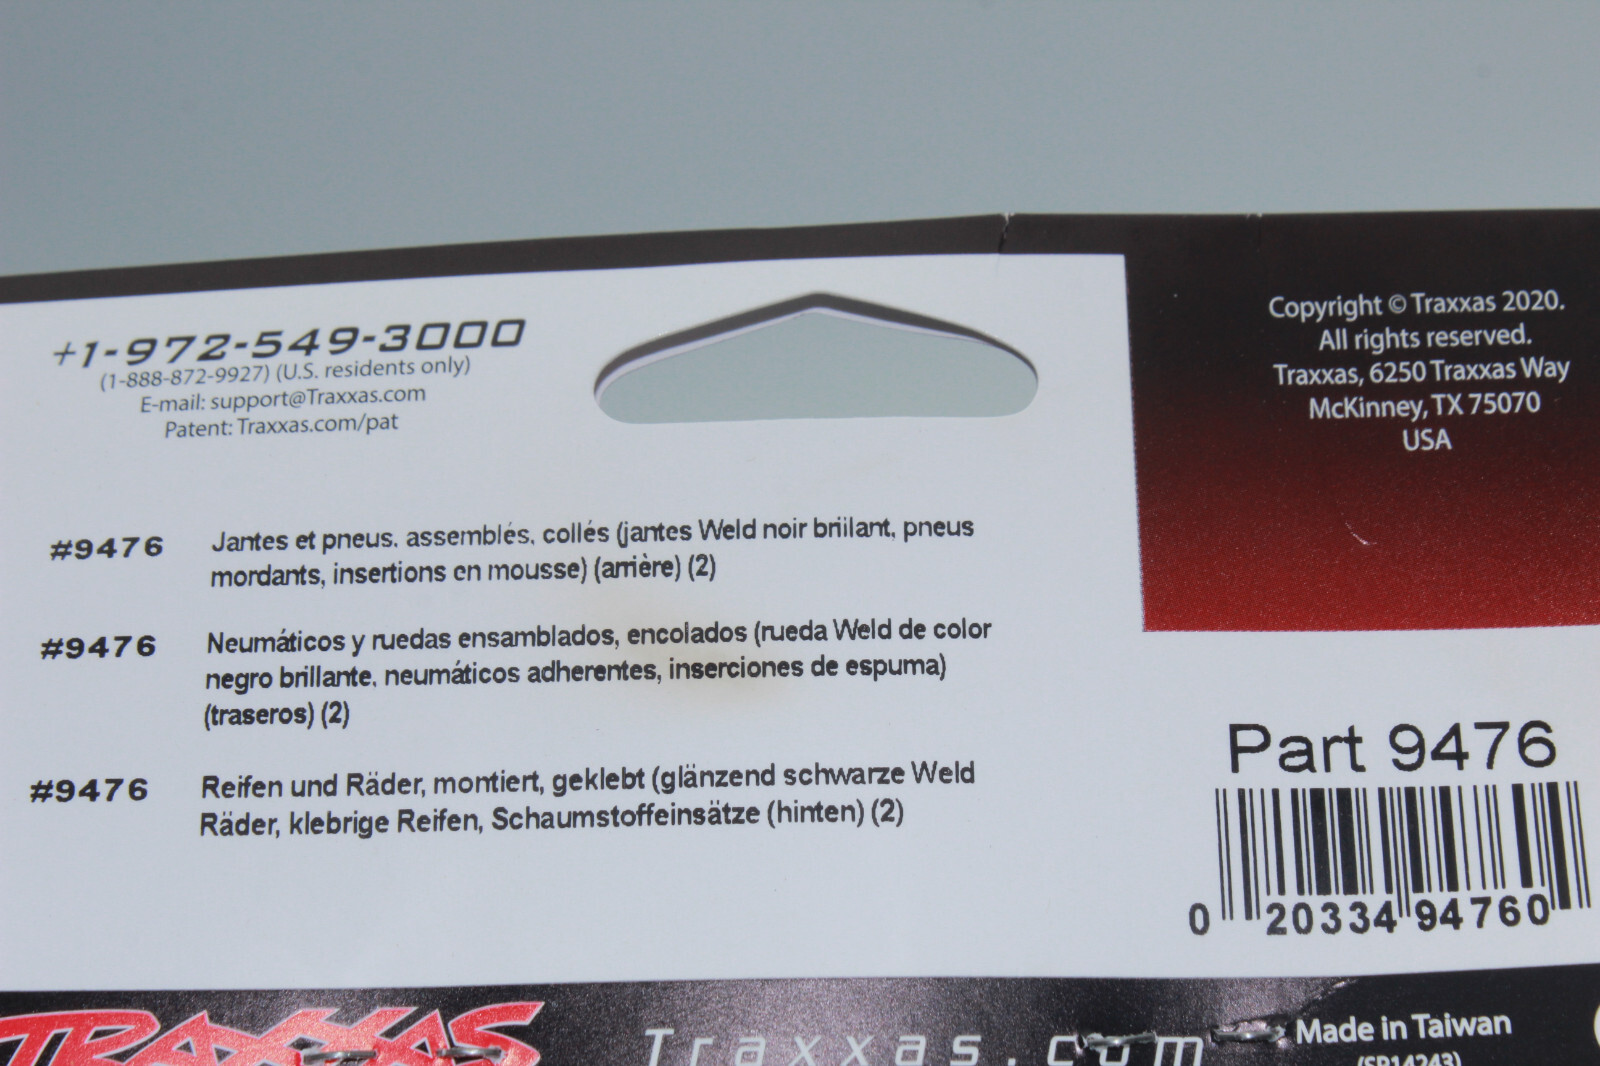 +1-972-549-3000
(1-888-872-9927) (U.S. residents only)
E-mail: support@Traxxas.com
Patent: Traxxas.com/pat
Copyright © Traxxas 2020.
All rights reserved.
Traxxas, 6250 Traxxas Way
McKinney, TX 75070
USA
#9476 Jantes et pneus, assemblés, collés (jantes Weld noir brillant, pneus
mordants, insertions en mousse) (arrière) (2)
#9476 Neumáticos y ruedas ensamblados, encolados (rueda Weld de color
negro brillante, neumáticos adherentes, inserciones de espuma)
(traseros) (2)
#9476 Reifen und Räder, montiert, geklebt (glänzend schwarze Weld
Räder, klebrige Reifen, Schaumstoffeinsätze (hinten) (2)
Part 9476
0 20334 94760
TRAXXAS
Traxxas.com
Made in Taiwan
(SP14243)